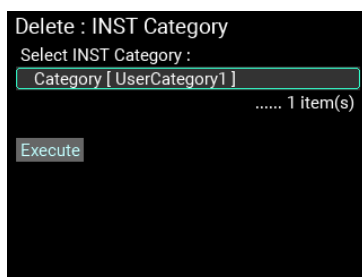 Delete : INST Category
Select INST Category :
Category [ UserCategory1 ]
...... 1 item(s)
Execute